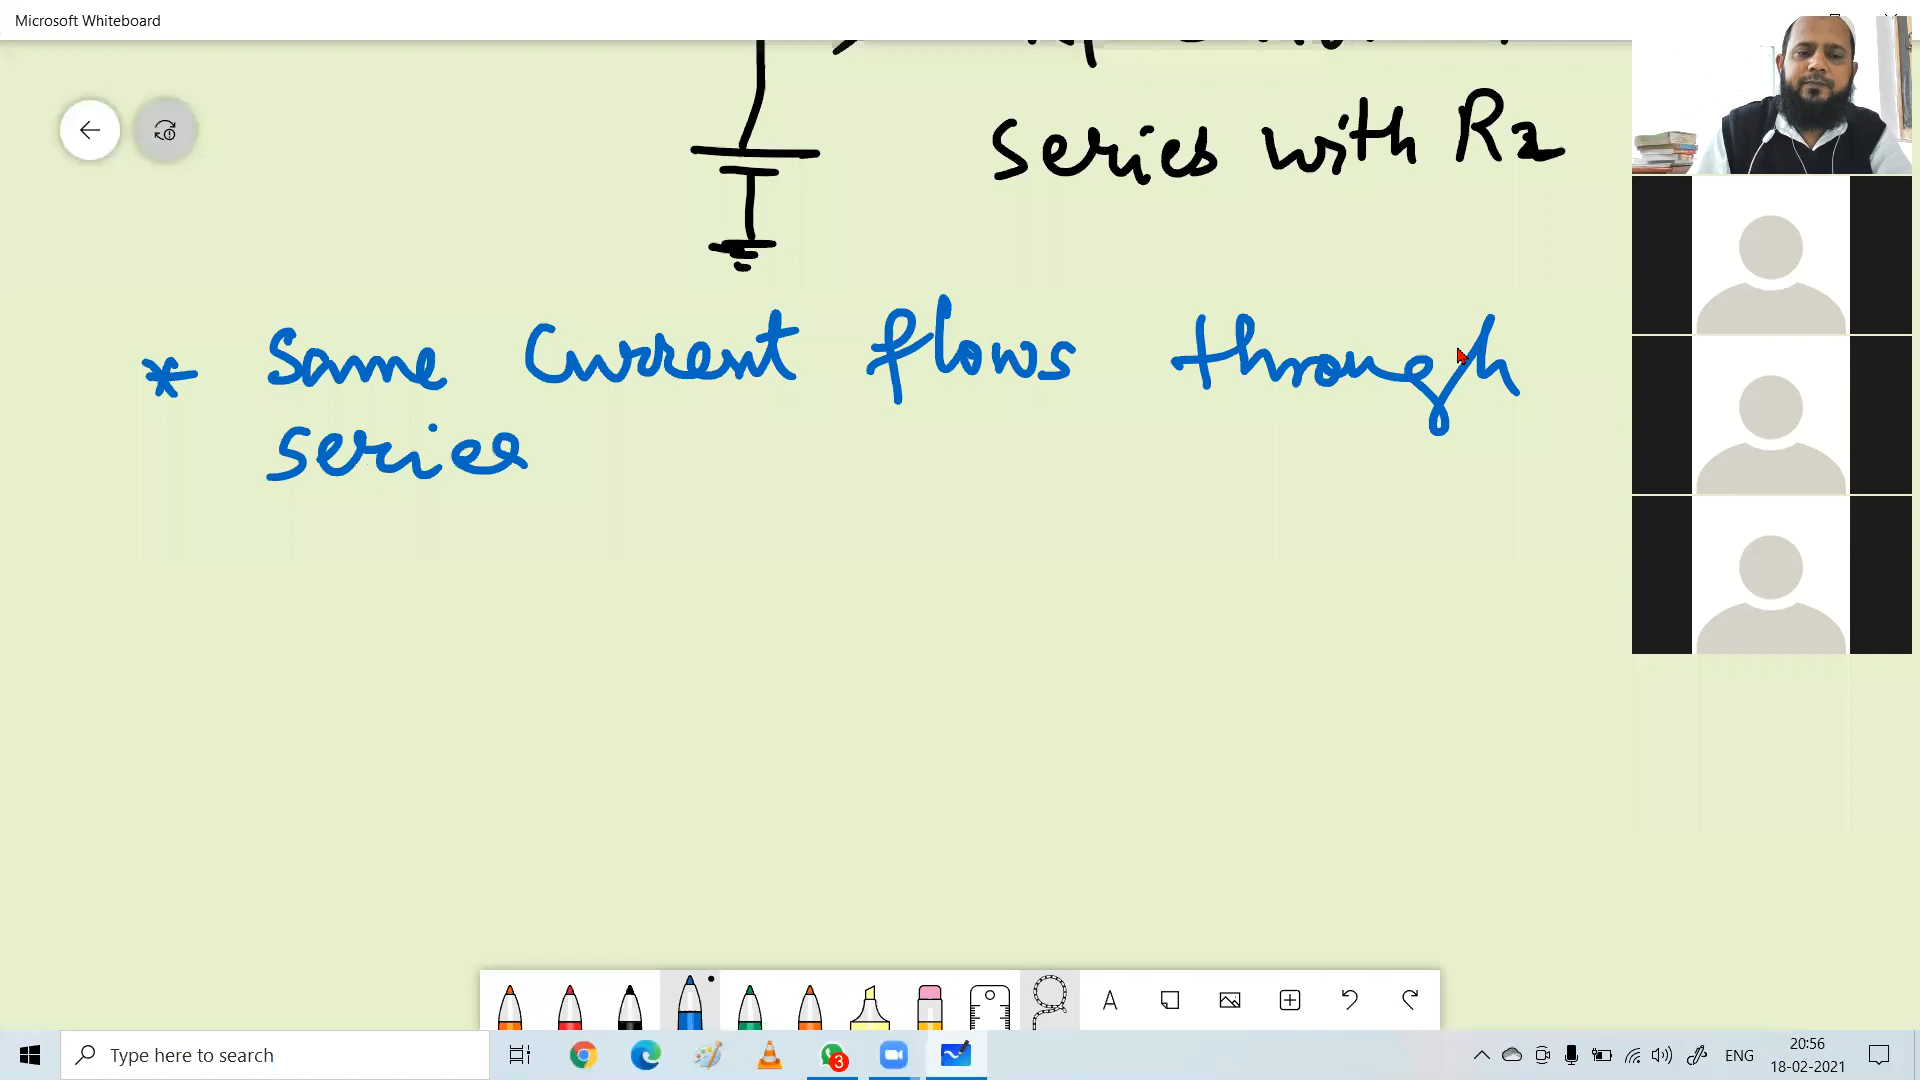 Microsoft Whiteboard
series with R2
* Same Current flows through
series
A
Type here to search
3
ENG
20:56
18-02-2021